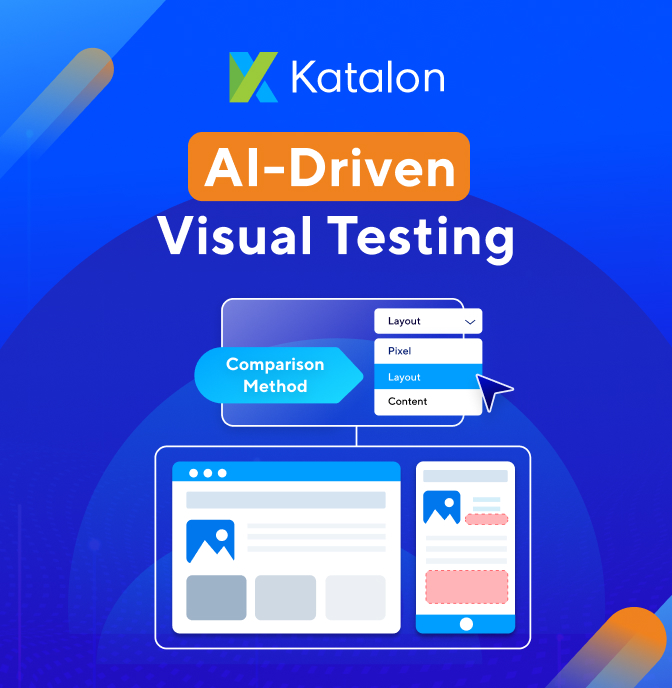 Katalon
AI-Driven
Visual Testing
Layout
Pixel
Layout
Content
Comparison
Method